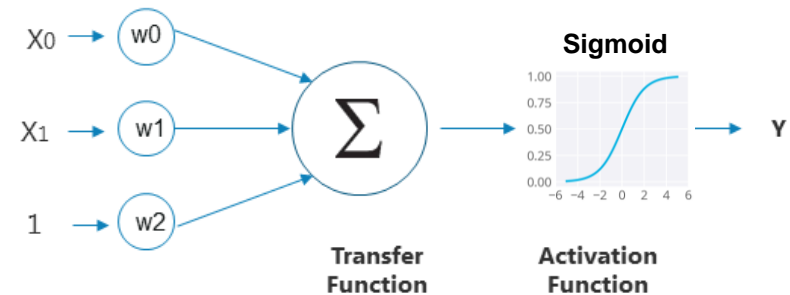 X0
w0
Sigmoid
X1
w1
Σ
1.00
0.75
0.50
0.25
0.00
−6 −4 −2 0 2 4 6
Y
1
w2
Transfer
Function
Activation
Function